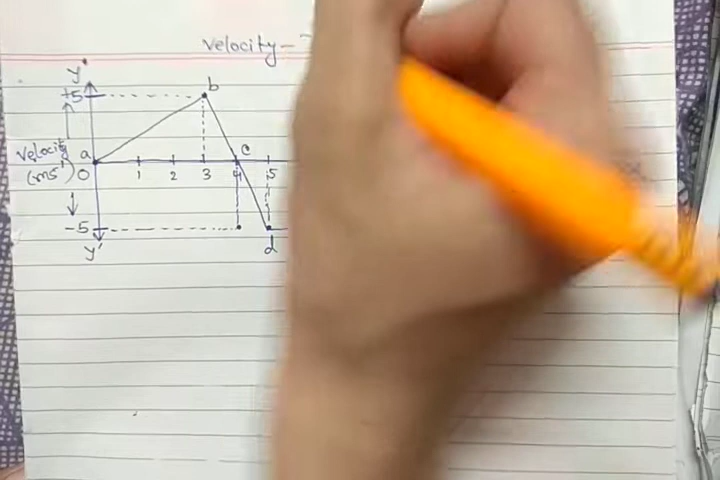 Velocity -
y
+5
b
Velocity
(ms⁻¹)
a
0
1 2 3 4 5
c
-5
y'
d